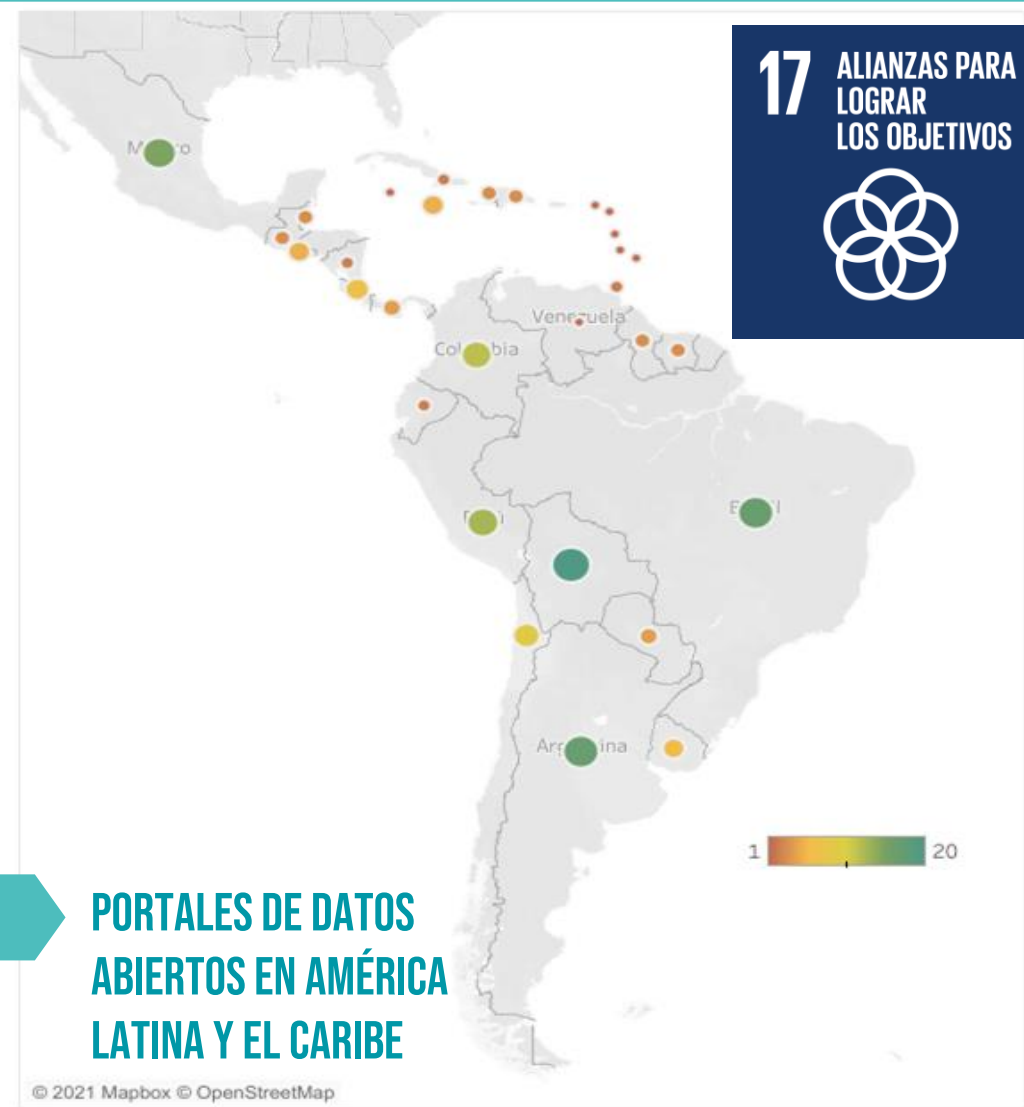 17
ALIANZAS PARA
LOGRAR
LOS OBJETIVOS
Venezuela
1
20
PORTALES DE DATOS
ABIERTOS EN AMÉRICA
LATINA Y EL CARIBE
© 2021 Mapbox © OpenStreetMap